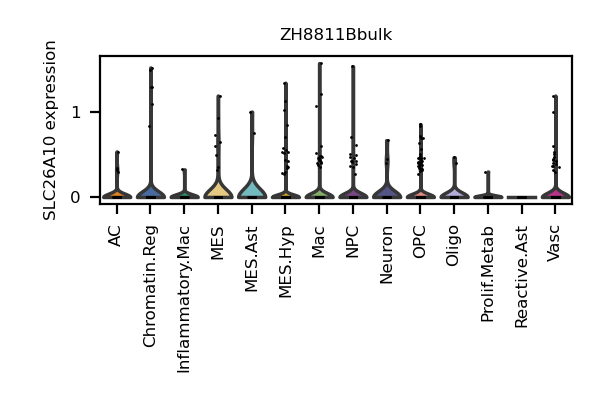 ZH8811Bbulk
SLC26A10 expression
1
0
AC
Chromatin.Reg
Inflammatory.Mac
MES
MES.Ast
MES.Hyp
Mac
NPC
Neuron
OPC
Oligo
Prolif.Metab
Reactive.Ast
Vasc